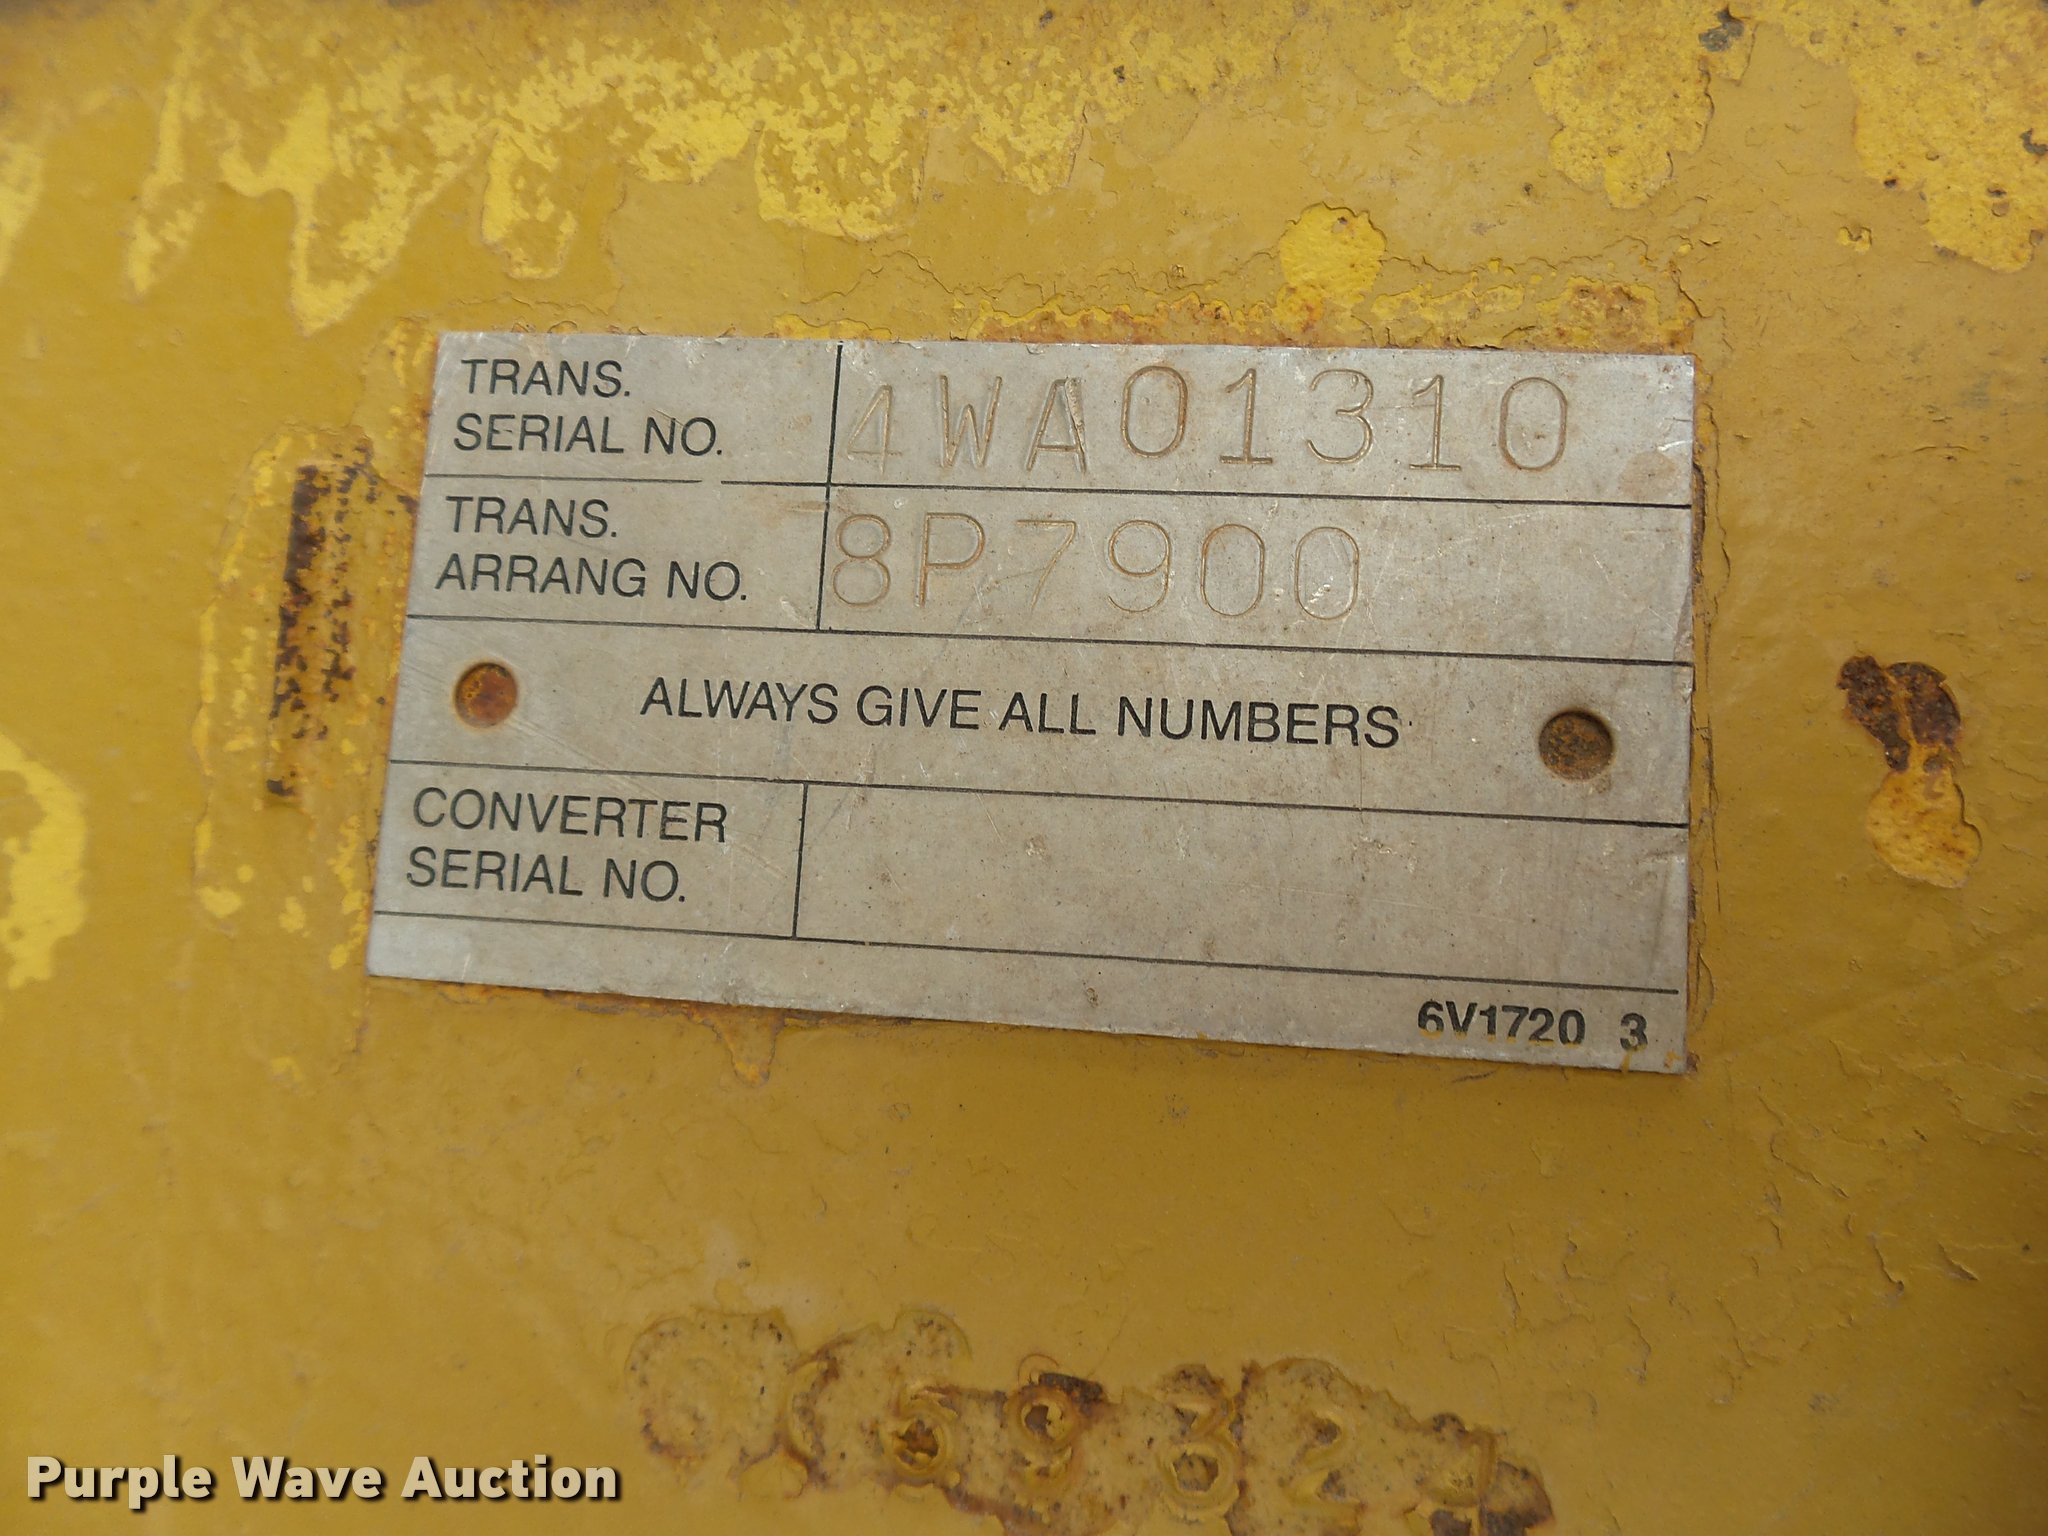 TRANS.
SERIAL NO.
4WA01310
TRANS.
ARRANG NO.
8P7900
ALWAYS GIVE ALL NUMBERS
CONVERTER
SERIAL NO.
6V1720 3
Purple Wave Auction